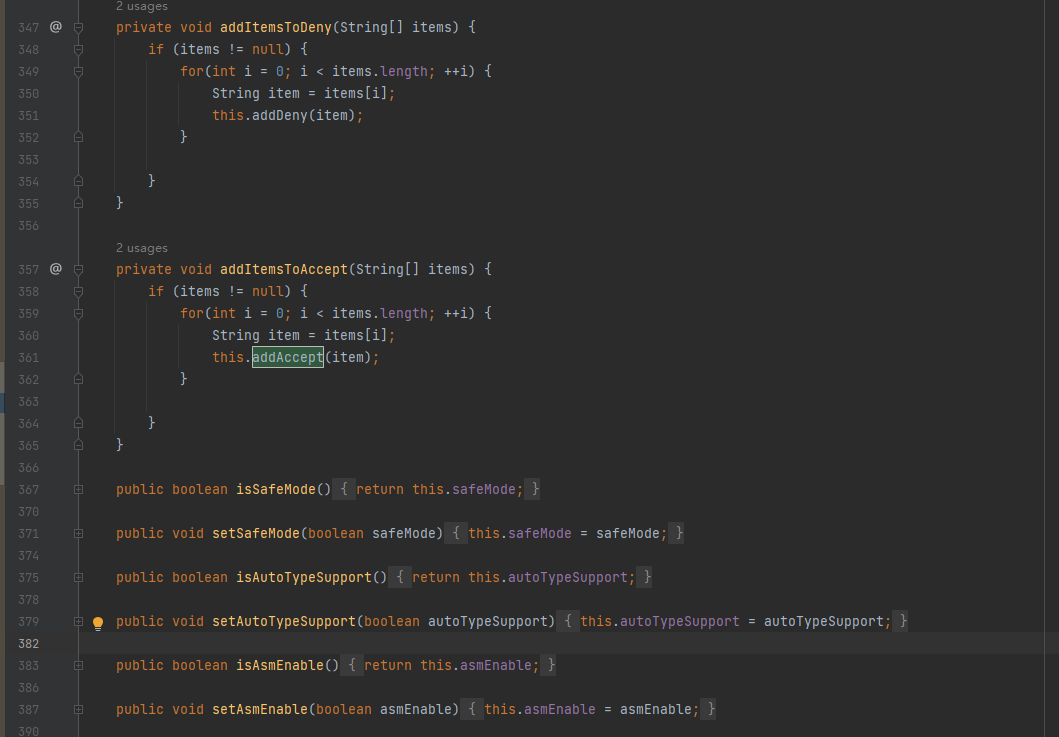 2 usages
347 @ private void addItemsToDeny(String[] items) {
348 if (items != null) {
349 for(int i = 0; i < items.length; ++i) {
350 String item = items[i];
351 this.addDeny(item);
352 }
353
354 }
355 }
356
2 usages
357 @ private void addItemsToAccept(String[] items) {
358 if (items != null) {
359 for(int i = 0; i < items.length; ++i) {
360 String item = items[i];
361 this.addAccept(item);
362 }
363
364 }
365 }
366
367 public boolean isSafeMode() { return this.safeMode; }
370
371 public void setSafeMode(boolean safeMode) { this.safeMode = safeMode; }
374
375 public boolean isAutoTypeSupport() { return this.autoTypeSupport; }
378
379 public void setAutoTypeSupport(boolean autoTypeSupport) { this.autoTypeSupport = autoTypeSupport; }
382
383 public boolean isAsmEnable() { return this.asmEnable; }
386
387 public void setAsmEnable(boolean asmEnable) { this.asmEnable = asmEnable; }
390